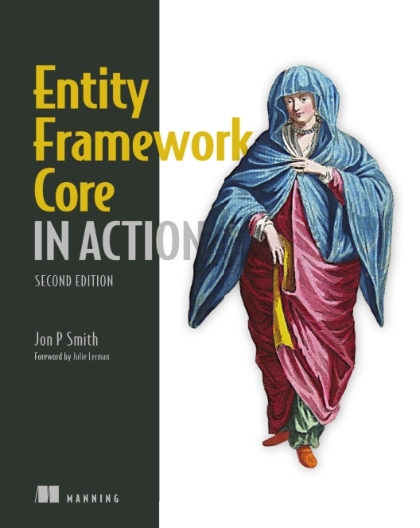 Entity
Framework
Core
IN ACTION
SECOND EDITION
Jon P Smith
Foreword by Julie Lerman
MANNING